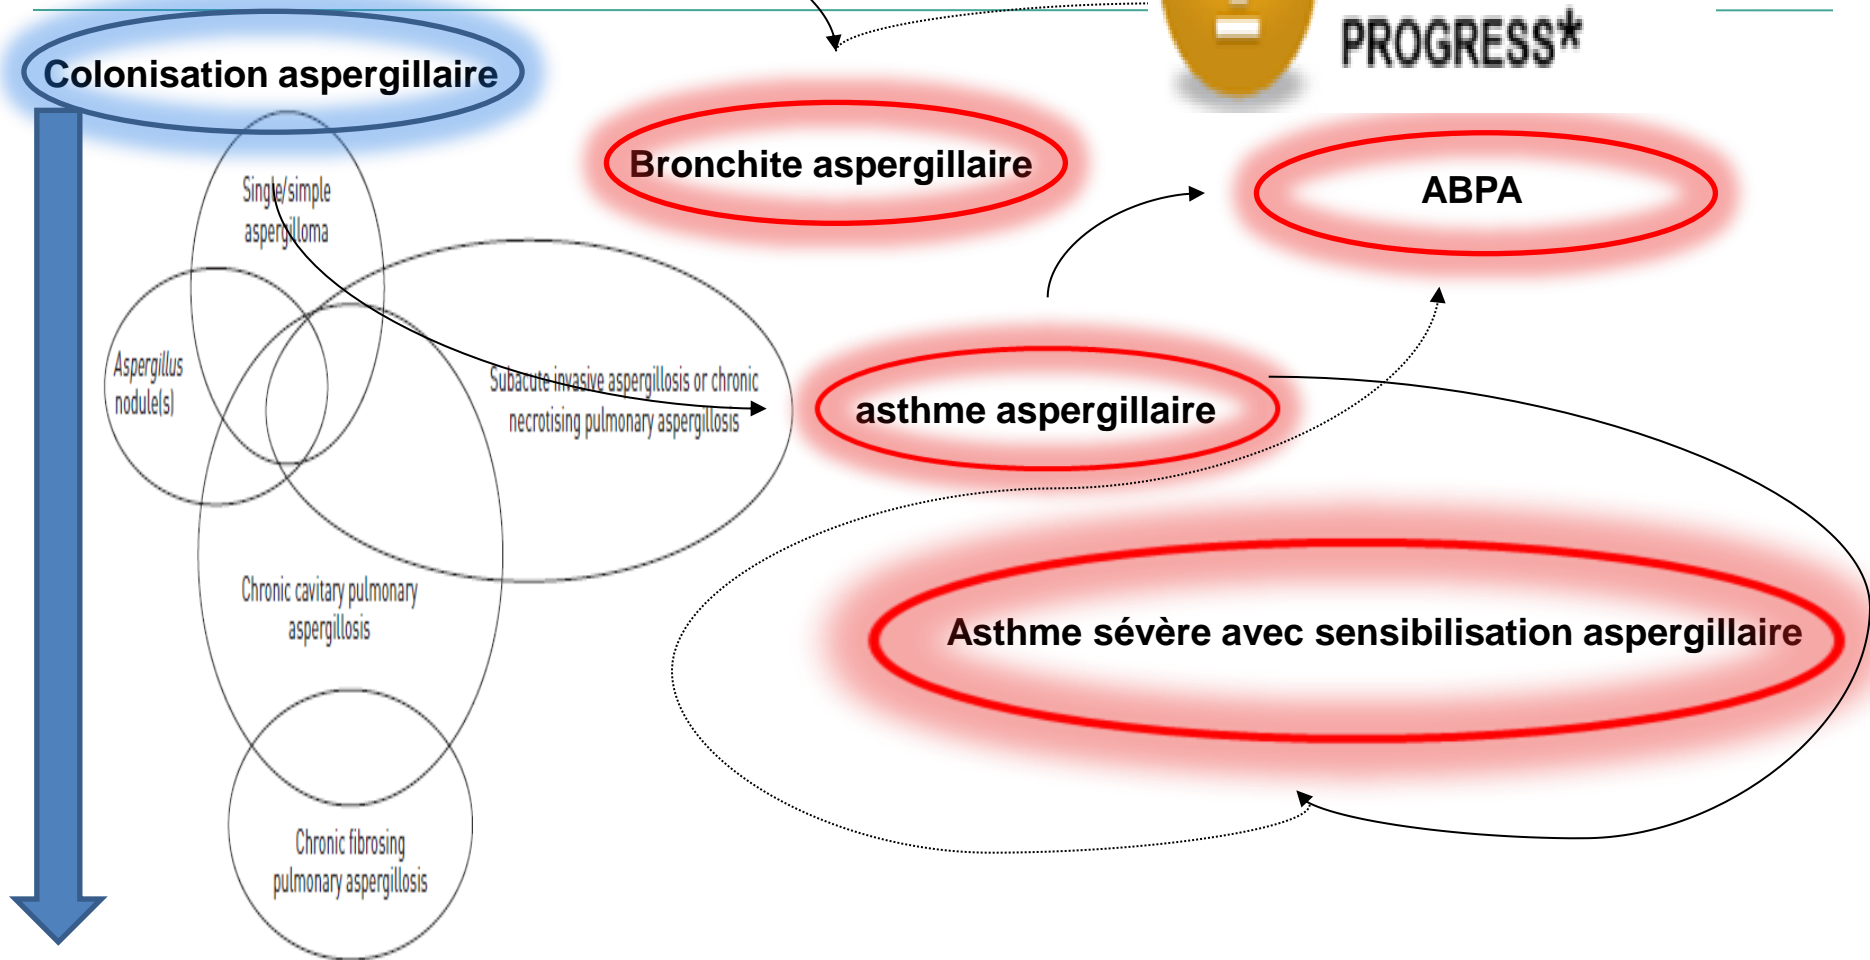 PROGRESS*
Colonisation aspergillaire
Bronchite aspergillaire
ABPA
Single/simple
aspergilloma
Aspergillus
nodule(s)
Subacute invasive aspergillosis or chronic
necrotising pulmonary aspergillosis
asthme aspergillaire
Chronic cavitary pulmonary
aspergillosis
Asthme sévère avec sensibilisation aspergillaire
Chronic fibrosing
pulmonary aspergillosis